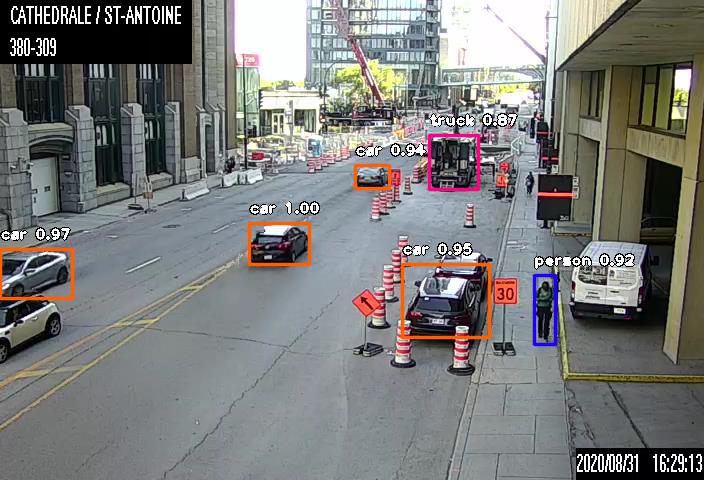 CATHEDRALE / ST-ANTOINE
380-309
truck 0.87
car 0.94
car 1.00
car 0.97
car 0.95
person 0.92
30
2020/08/31 16:29:13